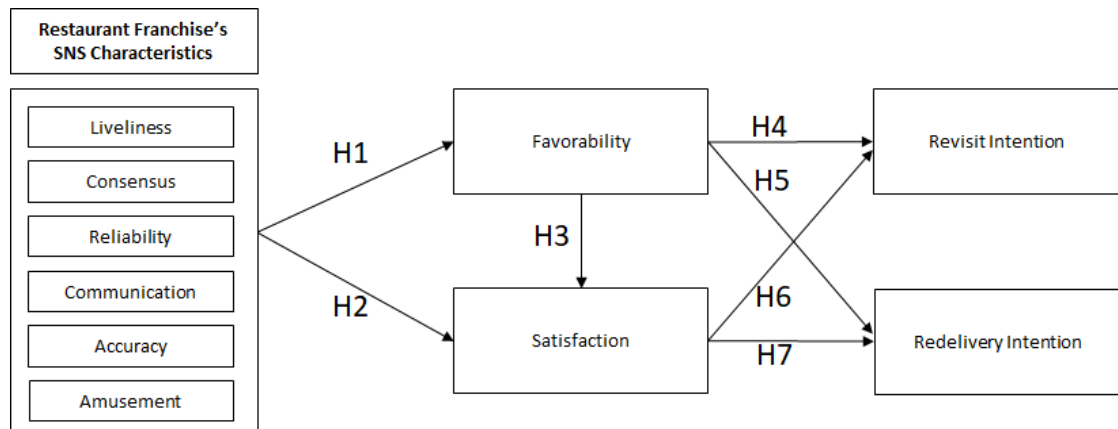 Restaurant Franchise's
SNS Characteristics
Liveliness
Consensus
Reliability
Communication
Accuracy
Amusement
H1
H2
Favorability
H3
Satisfaction
H4
H5
H6
H7
Revisit Intention
Redelivery Intention